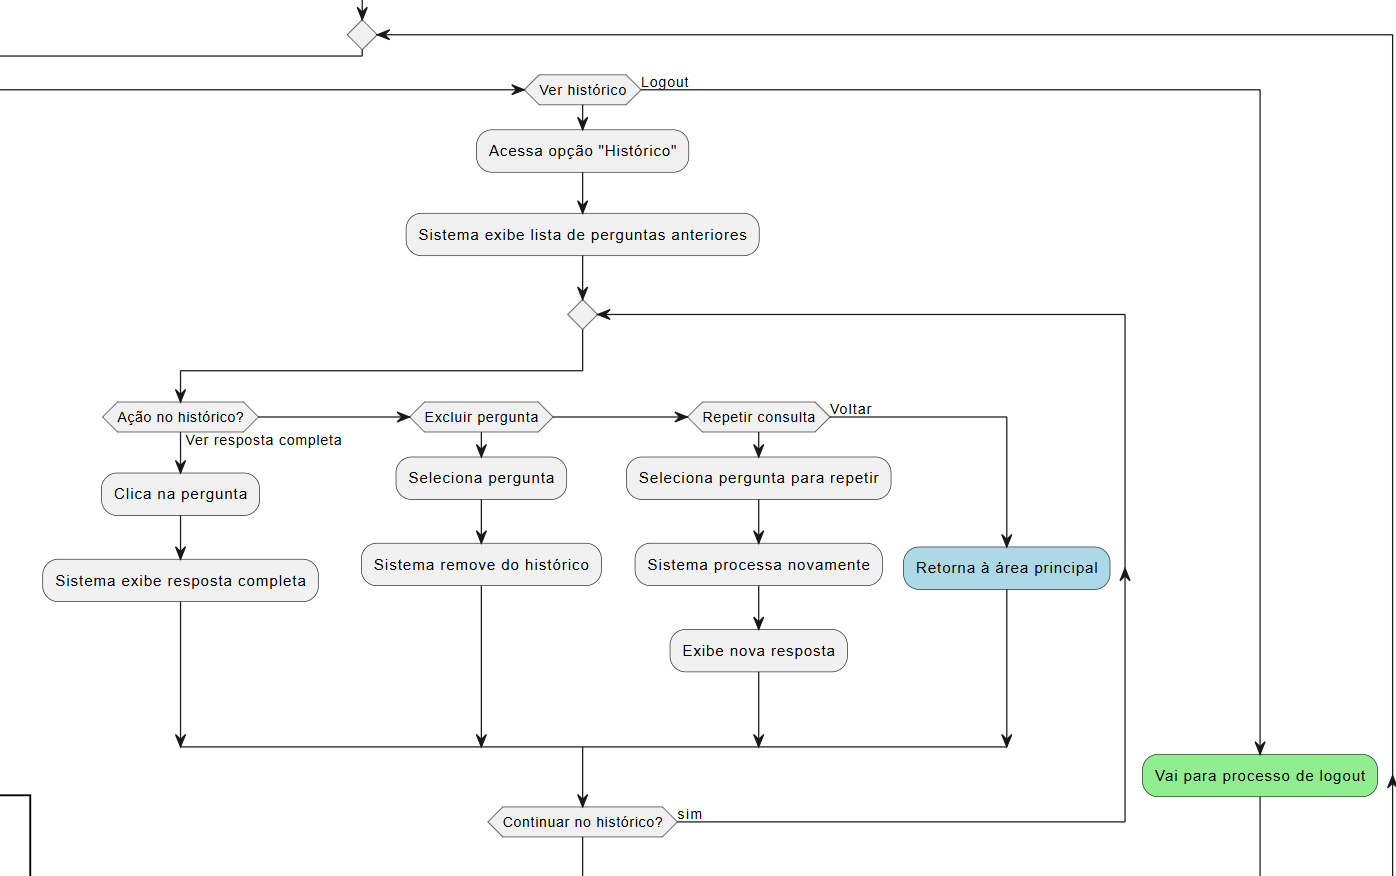 Ver histórico
Logout
Acessa opção "Histórico"
Sistema exibe lista de perguntas anteriores
Ação no histórico?
Ver resposta completa
Clica na pergunta
Sistema exibe resposta completa
Excluir pergunta
Seleciona pergunta
Sistema remove do histórico
Repetir consulta
Voltar
Seleciona pergunta para repetir
Sistema processa novamente
Exibe nova resposta
Retorna à área principal
Vai para processo de logout
Continuar no histórico?
sim